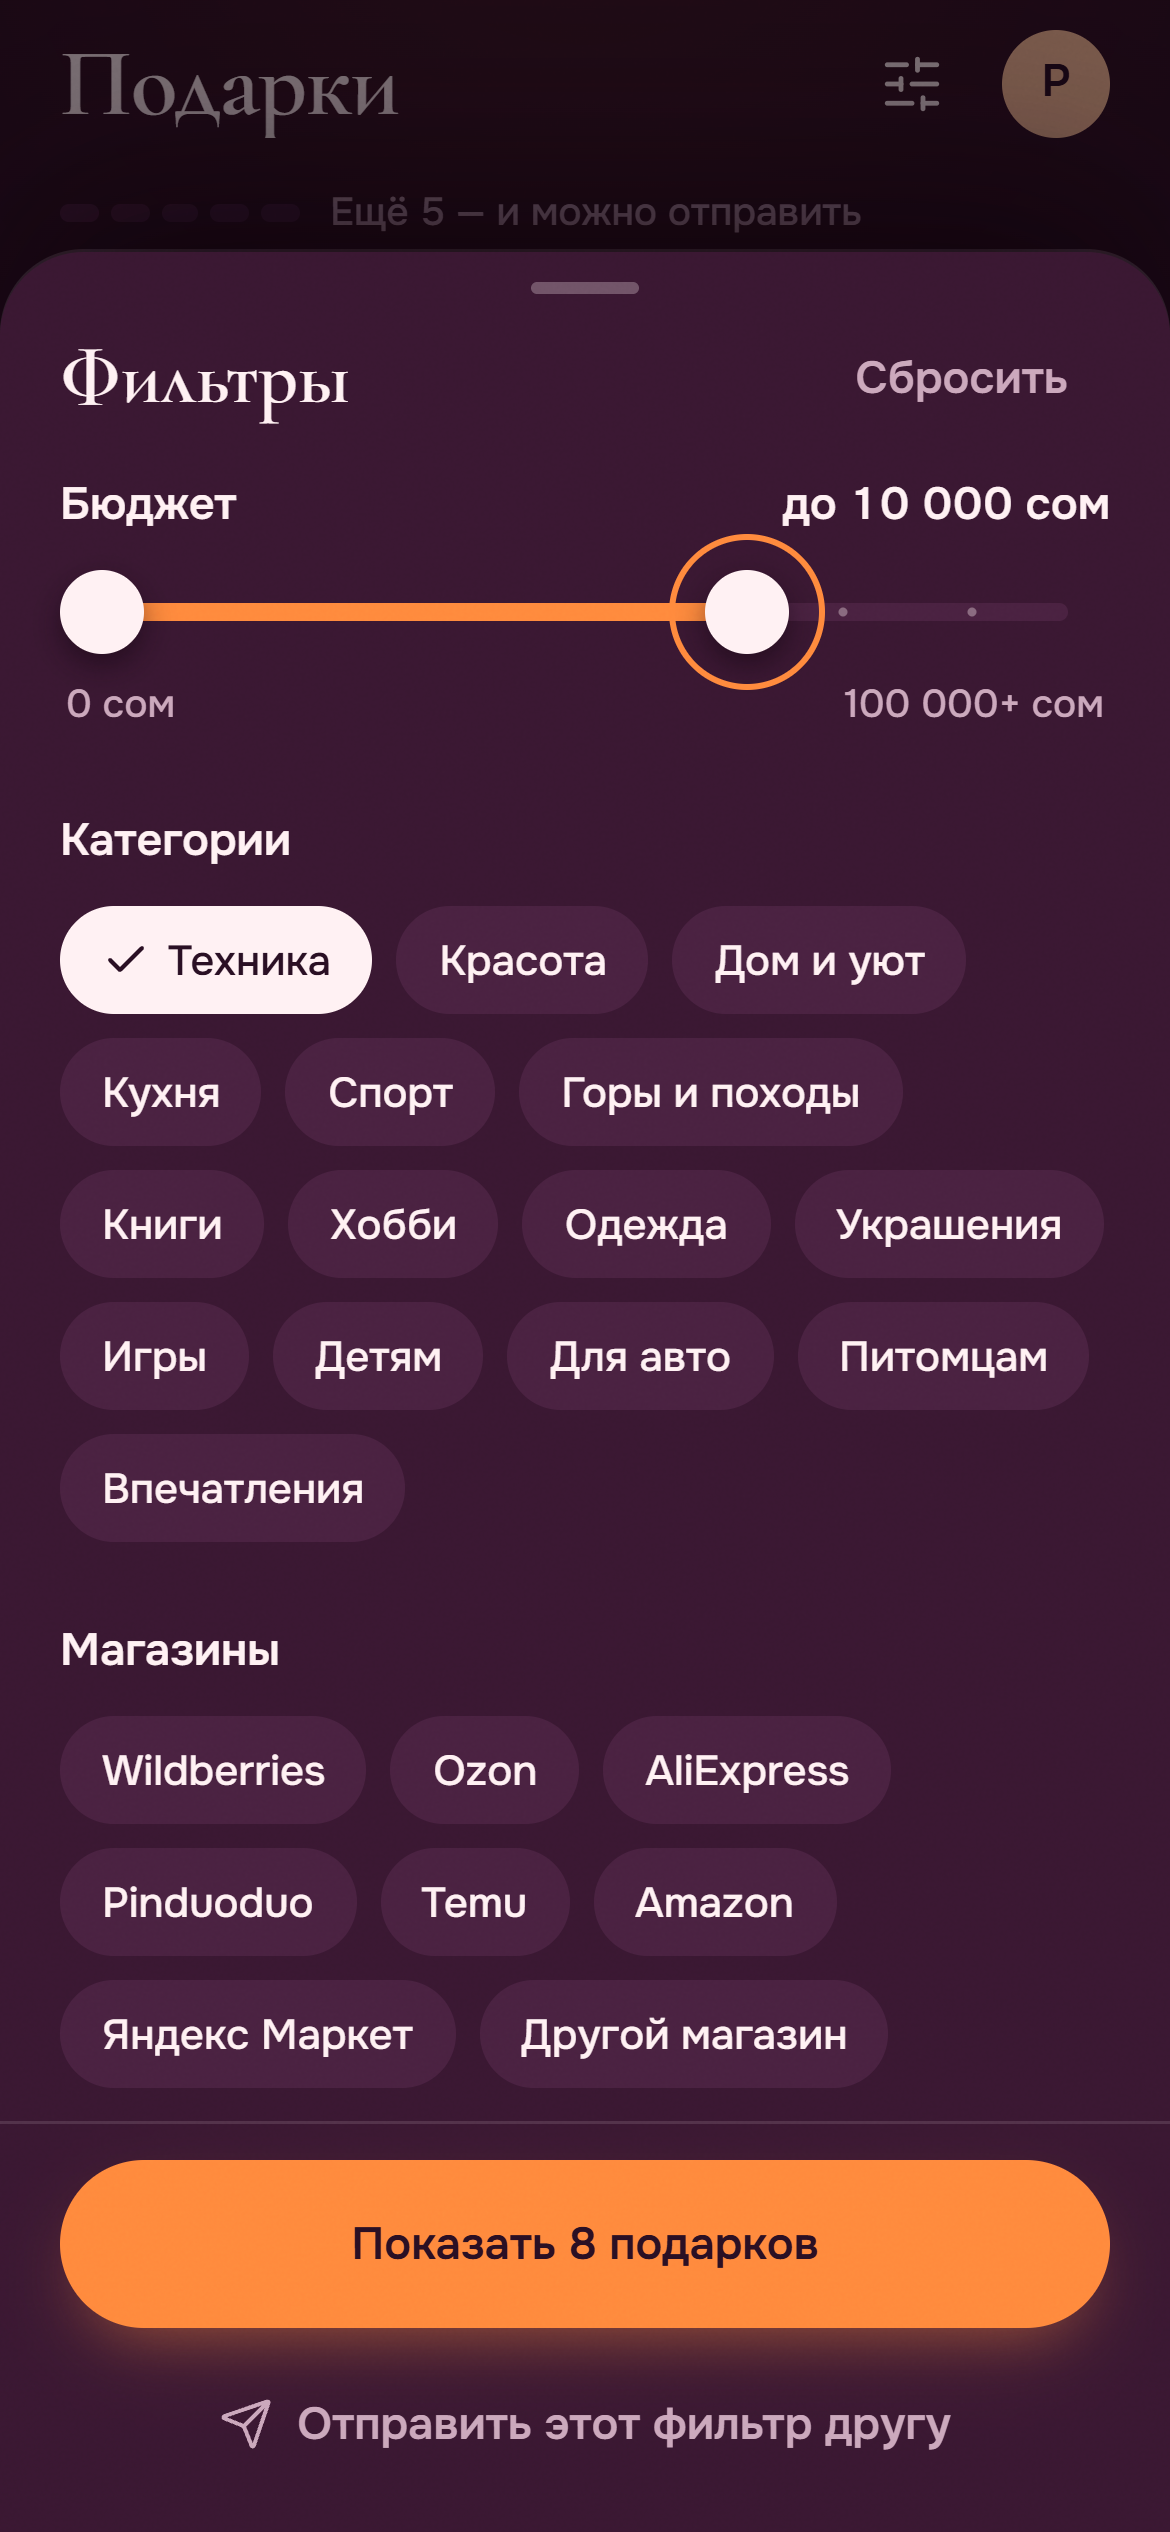 Подарки
P
Ещё 5 — и можно отправить
Фильтры
Сбросить
Бюджет
до 10 000 сом
0 сом
100 000+ сом
Категории
Техника
Красота
Дом и уют
Кухня
Спорт
Горы и походы
Книги
Хобби
Одежда
Украшения
Игры
Детям
Для авто
Питомцам
Впечатления
Магазины
Wildberries
Ozon
AliExpress
Pinduoduo
Temu
Amazon
Яндекс Маркет
Другой магазин
Показать 8 подарков
Отправить этот фильтр другу